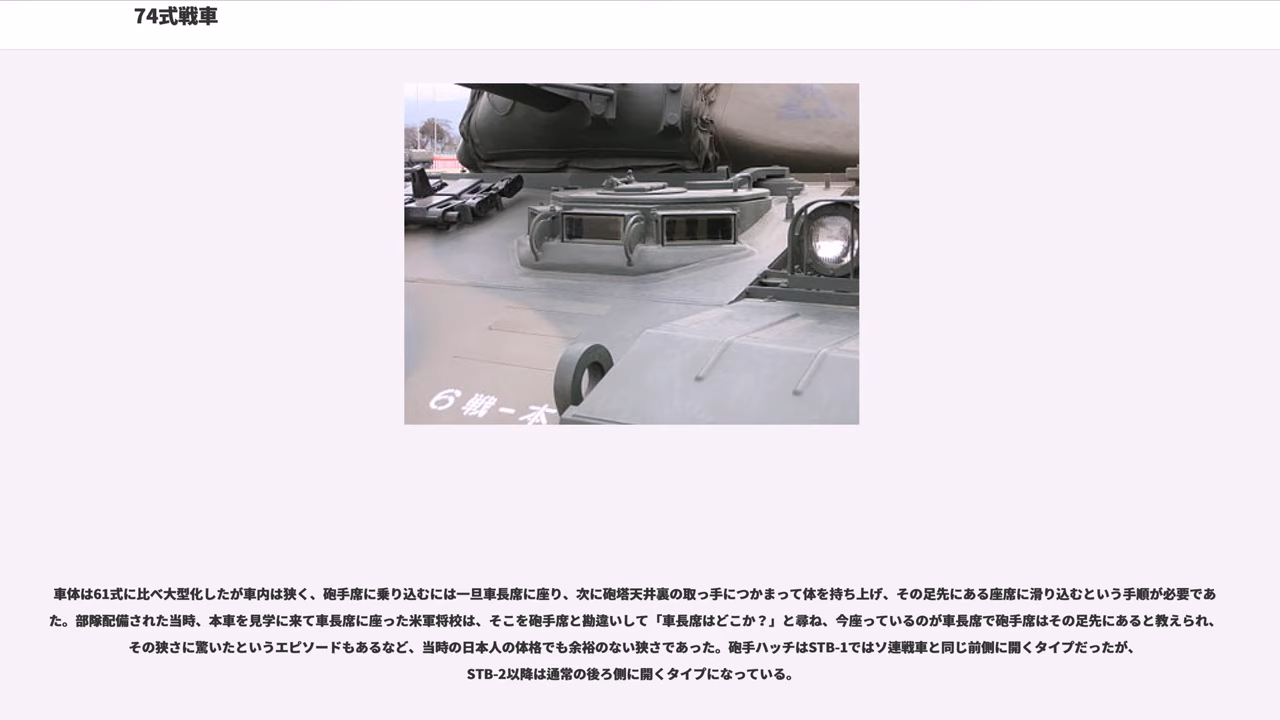 74式戦車
6戦-本
車体は61式に比べ大型化したが車内は狭く、砲手席に乗り込むには一旦車長席に座り、次に砲塔天井裏の取っ手につかまって体を持ち上げ、その足先にある座席に滑り込むという手順が必要であ
た。部隊配備された当時、本車を見学に来て車長席に座った米軍将校は、そこを砲手席と勘違いして「車長席はどこか？」と尋ね、今座っているのが車長席で砲手席はその足先にあると教えられ、
その狭さに驚いたというエピソードもあるなど、当時の日本人の体格でも余裕のない狭さであった。砲手ハッチはSTB-1ではソ連戦車と同じ前側に開くタイプだったが、
STB-2以降は通常の後ろ側に開くタイプになっている。